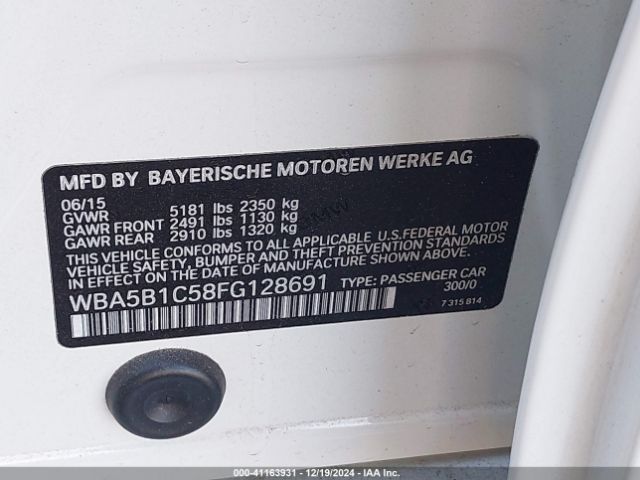 MFD BY BAYERISCHE MOTOREN WERKE AG
06/15
GVWR 5181 lbs 2350 kg
GAWR FRONT 2491 lbs 1130 kg
GAWR REAR 2910 lbs 1320 kg
BMW
THIS VEHICLE CONFORMS TO ALL APPLICABLE U.S.FEDERAL MOTOR
VEHICLE SAFETY, BUMPER AND THEFT PREVENTION STANDARDS
IN EFFECT ON THE DATE OF MANUFACTURE SHOWN ABOVE.
WBA5B1C58FG128691 TYPE: PASSENGER CAR
300/0
7 315 814
000-41163931 - 12/19/2024 - IAA Inc.